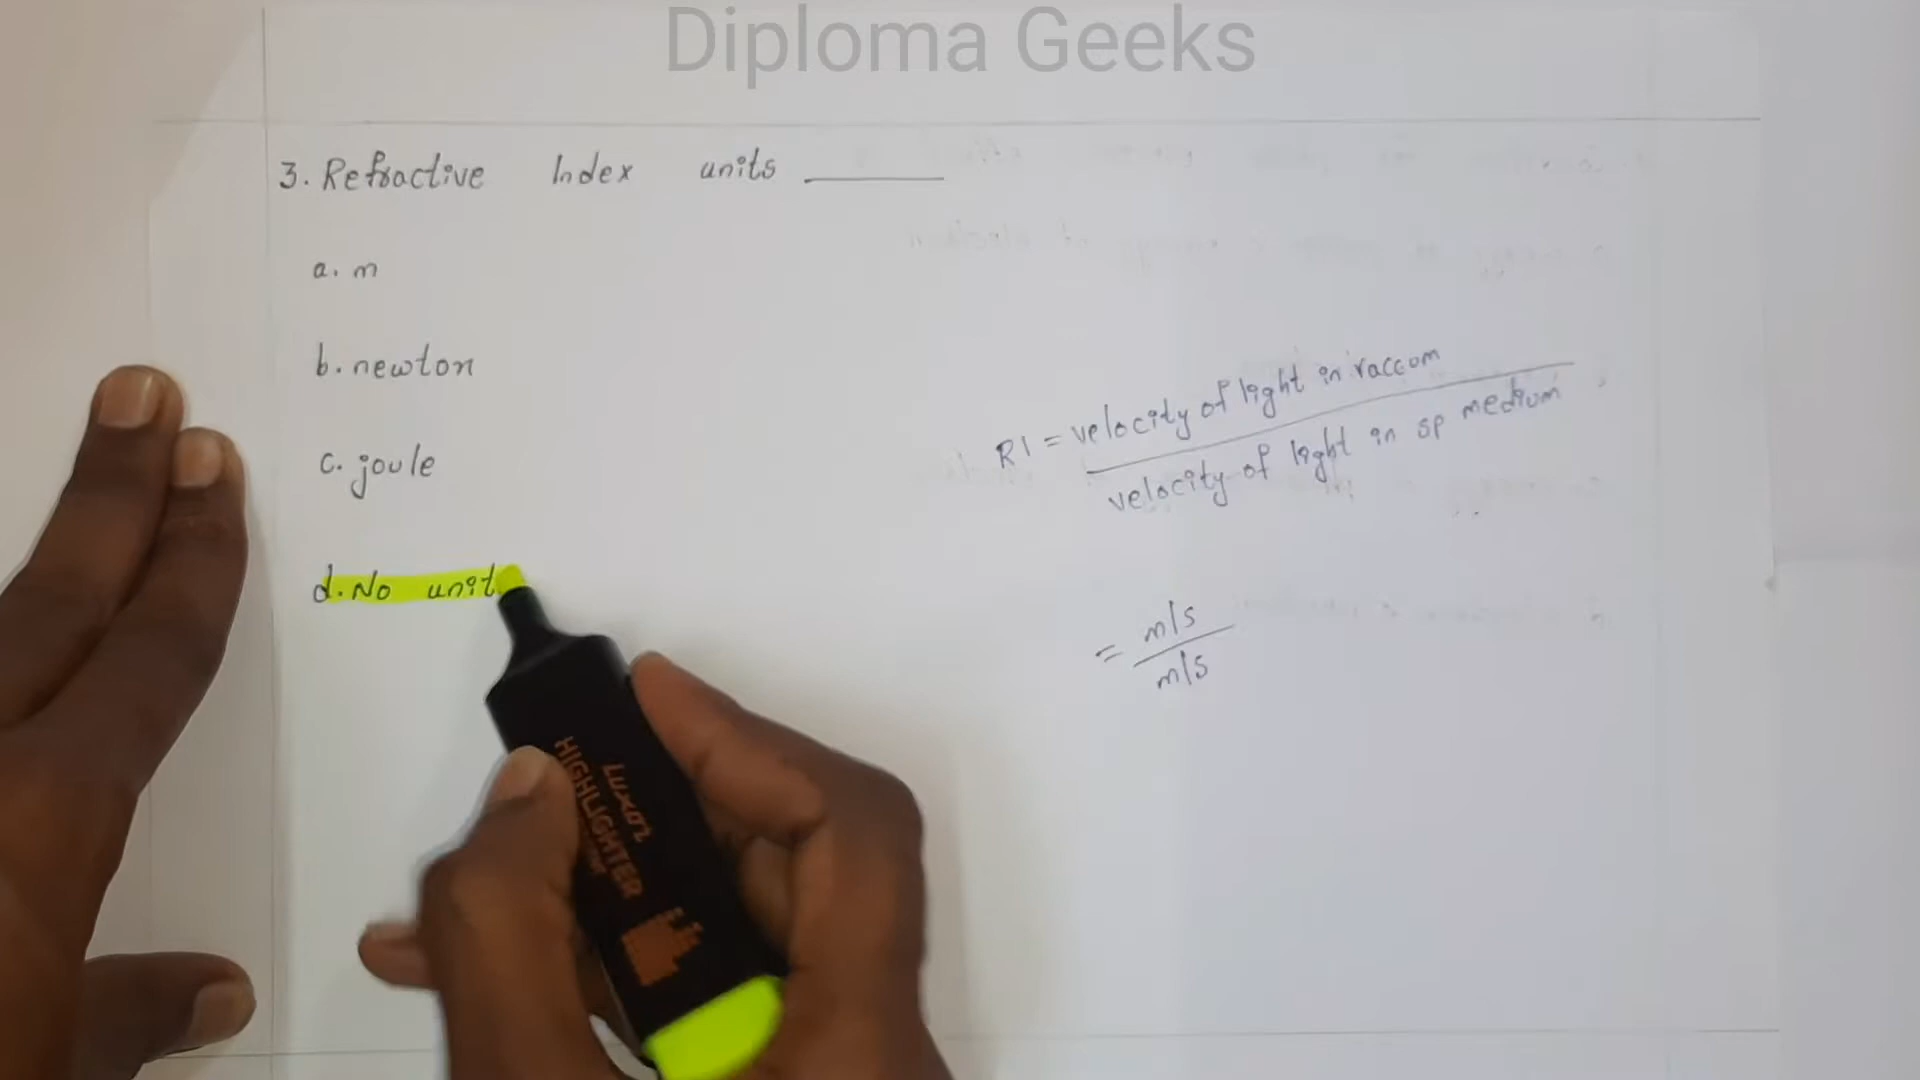 Diploma Geeks
3. Refractive Index units ______
a. m
b. newton
c. joule
d. No unit
RI = velocity of light in vaccom
velocity of light in sp medium
= m/s
m/s
Luxor
HIGHLIGHTER